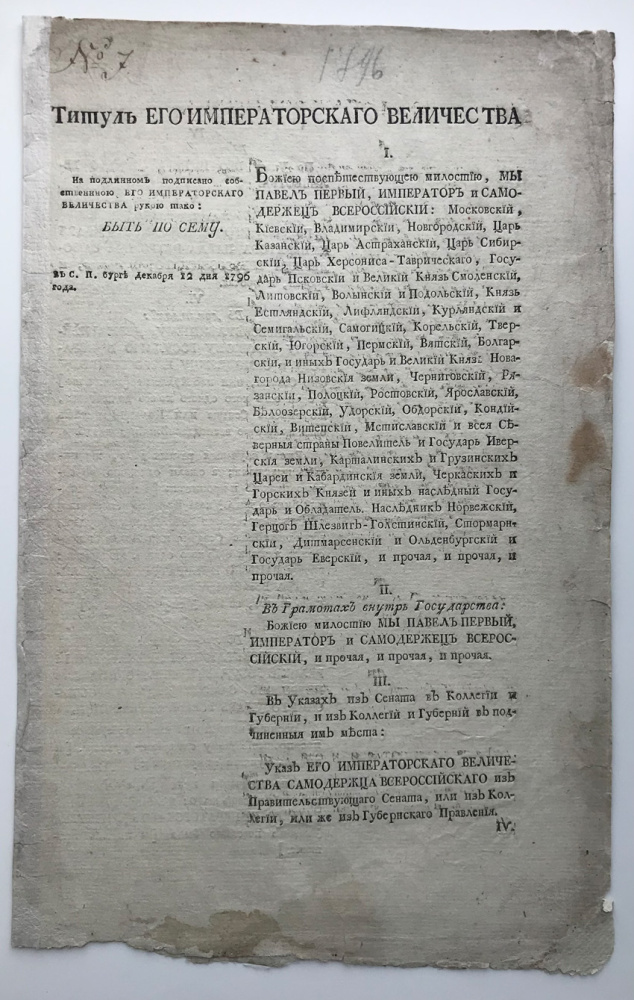 No 7
1796
Титулъ ЕГО ИМПЕРАТОРСКАГО ВЕЛИЧЕСТВА
На подлинномъ подписано соб-
ственною ЕГО ИМПЕРАТОРСКАГО
ВЕЛИЧЕСТВА рукою тако:
БЫТЬ ПО СЕМУ.
въ С. П. бургѣ Декабря 12 дня 1796
года.
I.
Божіею поспѣшествующею милостію, МЫ
ПАВЕЛЪ ПЕРВЫЙ, ИМПЕРАТОРЪ и САМО-
ДЕРЖЕЦЪ ВСЕРОССІЙСКІЙ: Московскій,
Кіевскій, Владимирскій, Новгородскій, Царь
Казанскій, Царь Астраханскій, Царь Сибир-
скій, Царь Херсониса-Таврическаго, Госу-
дарь Псковскій и Великій Князь Смоленскій,
Литовскій, Волынскій и Подольскій, Князь
Естляндскій, Лифляндскій, Курляндскій и
Семигальскій, Самогицкій, Корельскій, Твер-
скій, Югорскій, Пермскій, Вятскій, Болгар-
скій, и иныхъ Государь и Великій Князь Нова-
города Низовскія земли, Черниговскій, Ря-
занскій, Полоцкій, Ростовскій, Ярославскій,
Бѣлоозерскій, Удорскій, Обдорскій, Кондій-
скій, Витепскій, Мстиславскій и всея Сѣ-
верныя страны Повелитель и Государь Ивер-
скія земли, Карталинскихъ и Грузинскихъ
Царей и Кабардинскія земли, Черкаскихъ и
Горскихъ Князей и иныхъ наслѣдный Госу-
дарь и Обладатель. Наслѣдникъ Норвежскій,
Герцогъ Шлезвигъ-Голстинскій, Стормарн-
скій, Дитмарсенскій и Ольденбургскій и
Государь Еверскій, и прочая, и прочая, и
прочая.
II.
Въ Грамотахъ внутрь Государства:
Божіею милостію МЫ ПАВЕЛЪ ПЕРВЫЙ,
ИМПЕРАТОРЪ и САМОДЕРЖЕЦЪ ВСЕРОС-
СІЙСКІЙ, и прочая, и прочая, и прочая.
III.
Въ Указахъ изъ Сената въ Коллегіи и
Губерніи, и изъ Коллегій и Губерній въ под-
чиненныя имъ мѣста:
Указъ ЕГО ИМПЕРАТОРСКАГО ВЕЛИЧЕ-
СТВА САМОДЕРЖЦА ВСЕРОССІЙСКАГО изъ
Правительствующаго Сената, или изъ Кол-
легіи, или же изъ Губернскаго Правленія.
IV.